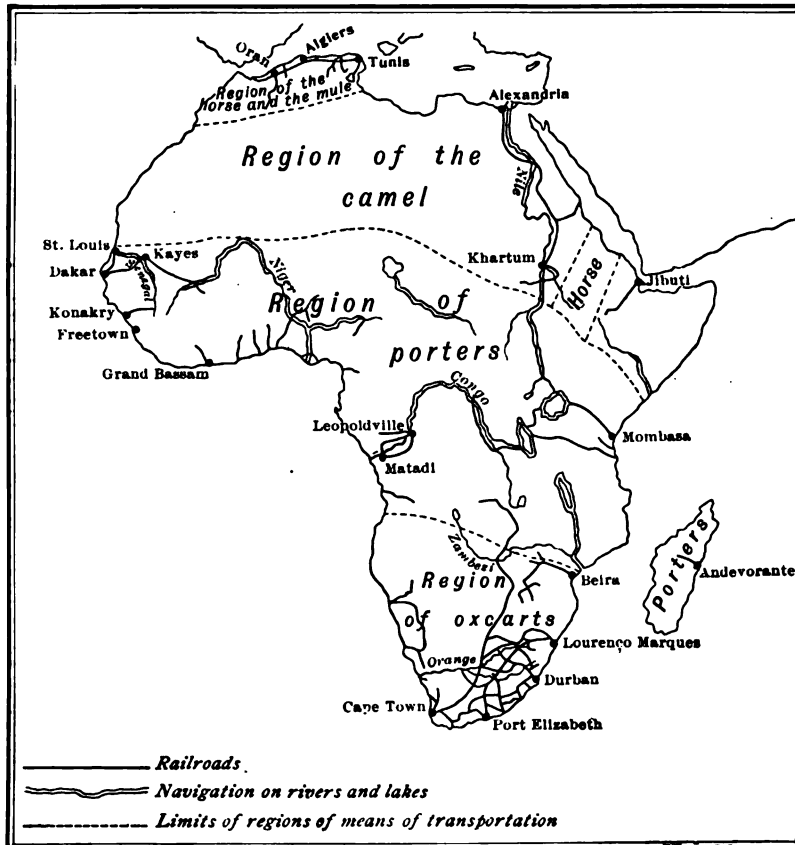 Oran
Algiers
Tunis
Region of the
horse and the mule
Alexandria
Region of the
camel
Nile
St. Louis
Kayes
Dakar
Senegal
Niger
Khartum
Horse
Jibuti
Konakry
Region of
Freetown
Grand Bassam
porters
Congo
Leopoldville
Mombasa
Matadi
Zambezi
Porters
Region
Beira
Andevorante
of oxcarts
Lourenço Marques
Orange
Durban
Cape Town
Port Elizabeth
Railroads.
Navigation on rivers and lakes
Limits of regions of means of transportation